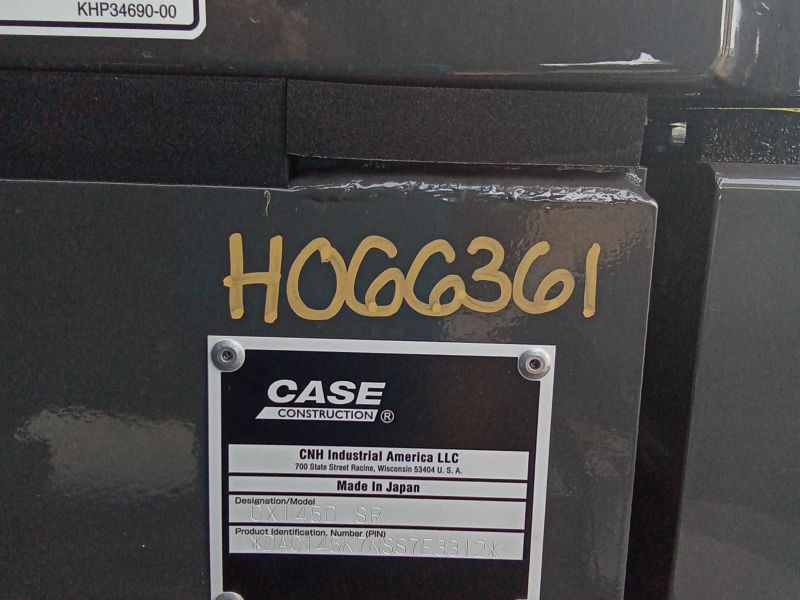 KHP34690-00
H066361
CASE
CONSTRUCTION ®
CNH Industrial America LLC
700 State Street Racine, Wisconsin 53404 U. S. A.
Made In Japan
Designation/Model
CX145D SR
Product Identification, Number (PIN)